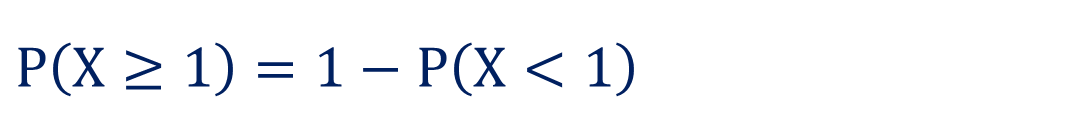 P(X ≥ 1) = 1 − P(X < 1)